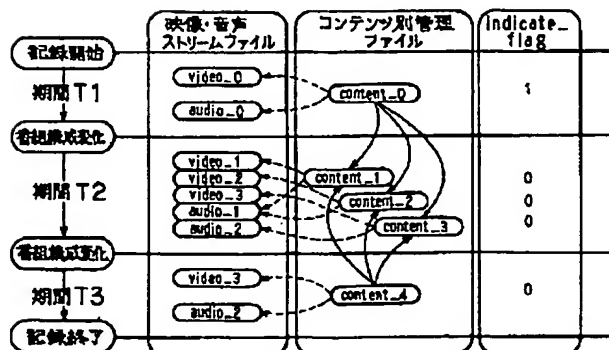 映像・音声
ストリームファイル
コンテンツ別管理
ファイル
indicate_
flag
記録開始
期間T1
video_0
audio_0
content_0
1
番組構成変化
期間T2
video_1
video_2
video_3
audio_1
audio_2
content_1
content_2
content_3
0
0
0
番組構成変化
期間T3
video_3
audio_2
content_4
0
記録終了